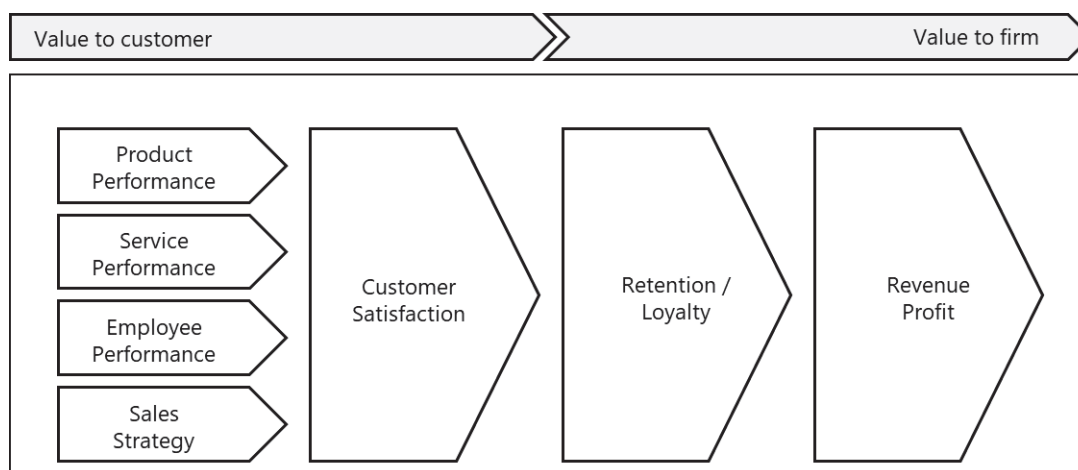 Value to customer
Value to firm
Product
Performance
Service
Performance
Employee
Performance
Sales
Strategy
Customer
Satisfaction
Retention /
Loyalty
Revenue
Profit